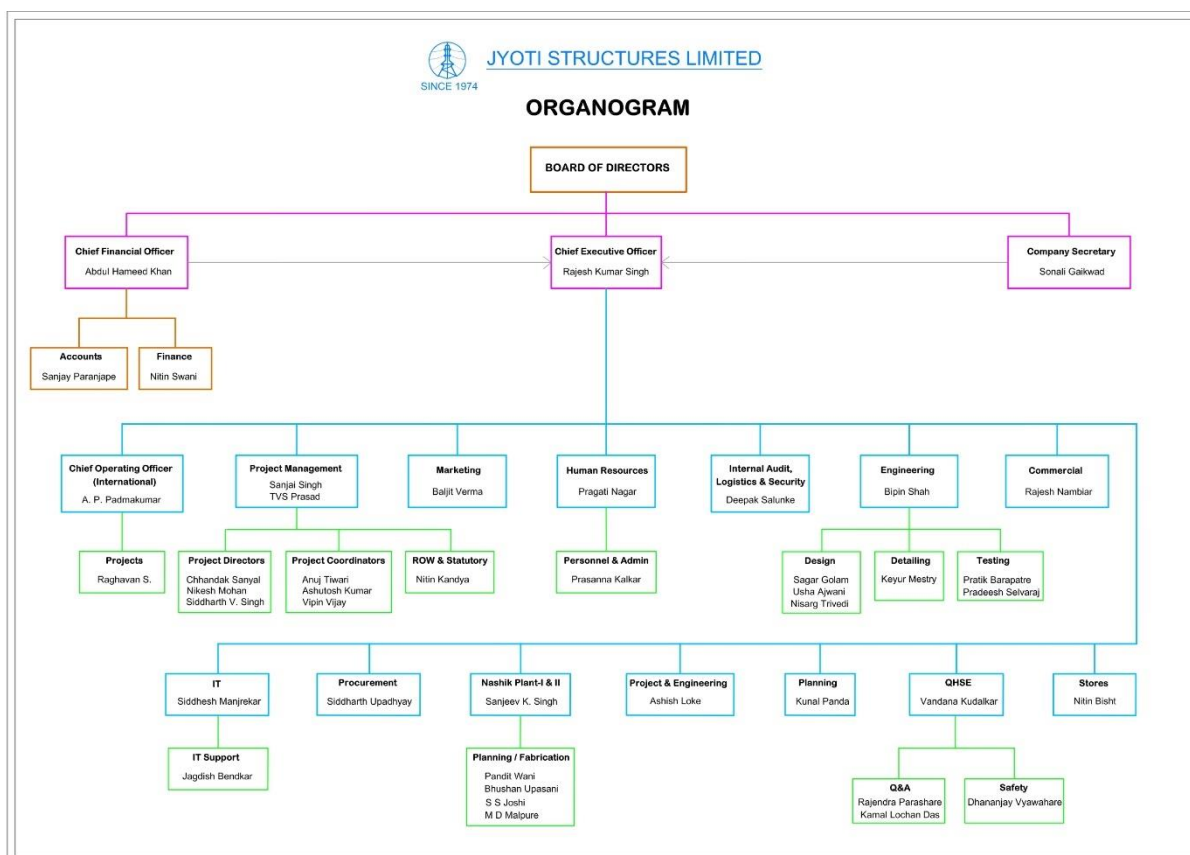 JYOTI STRUCTURES LIMITED
SINCE 1974
ORGANOGRAM
BOARD OF DIRECTORS
Chief Financial Officer
Abdul Hameed Khan
Chief Executive Officer
Rajesh Kumar Singh
Company Secretary
Sonali Gaikwad
Accounts
Sanjay Paranjape
Finance
Nitin Swani
Chief Operating Officer
(International)
A. P. Padmakumar
Project Management
Sanjai Singh
TVS Prasad
Marketing
Baljit Verma
Human Resources
Pragati Nagar
Internal Audit,
Logistics & Security
Deepak Salunke
Engineering
Bipin Shah
Commercial
Rajesh Nambiar
Projects
Raghavan S.
Project Directors
Chhandak Sanyal
Nikesh Mohan
Siddharth V. Singh
Project Coordinators
Anuj Tiwari
Ashutosh Kumar
Vipin Vijay
ROW & Statutory
Nitin Kandya
Personnel & Admin
Prasanna Kalkar
Design
Sagar Golam
Usha Ajwani
Nisarg Trivedi
Detailing
Keyur Mestry
Testing
Pratik Barapatre
Pradeesh Selvaraj
IT
Siddhesh Manjrekar
Procurement
Siddharth Upadhyay
Nashik Plant-I & II
Sanjeev K. Singh
Project & Engineering
Ashish Loke
Planning
Kunal Panda
QHSE
Vandana Kudalkar
Stores
Nitin Bisht
IT Support
Jagdish Bendkar
Planning / Fabrication
Pandit Wani
Bhushan Upasani
S S Joshi
M D Malpure
Q&A
Rajendra Parashare
Kamal Lochan Das
Safety
Dhananjay Vyawahare